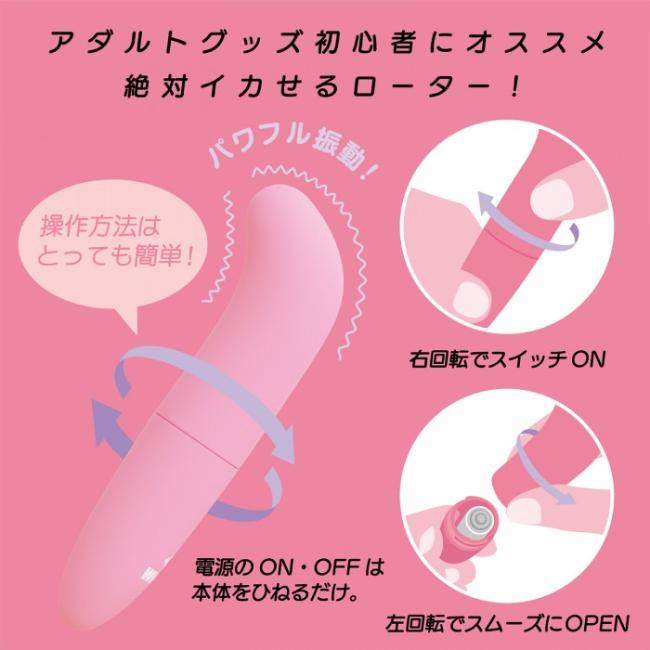 アダルトグッズ初心者にオススメ
絶対イカせるローター！
パワフル振動！
操作方法は
とっても簡単！
右回転でスイッチON
電源のON・OFFは
本体をひねるだけ。
左回転でスムーズにOPEN